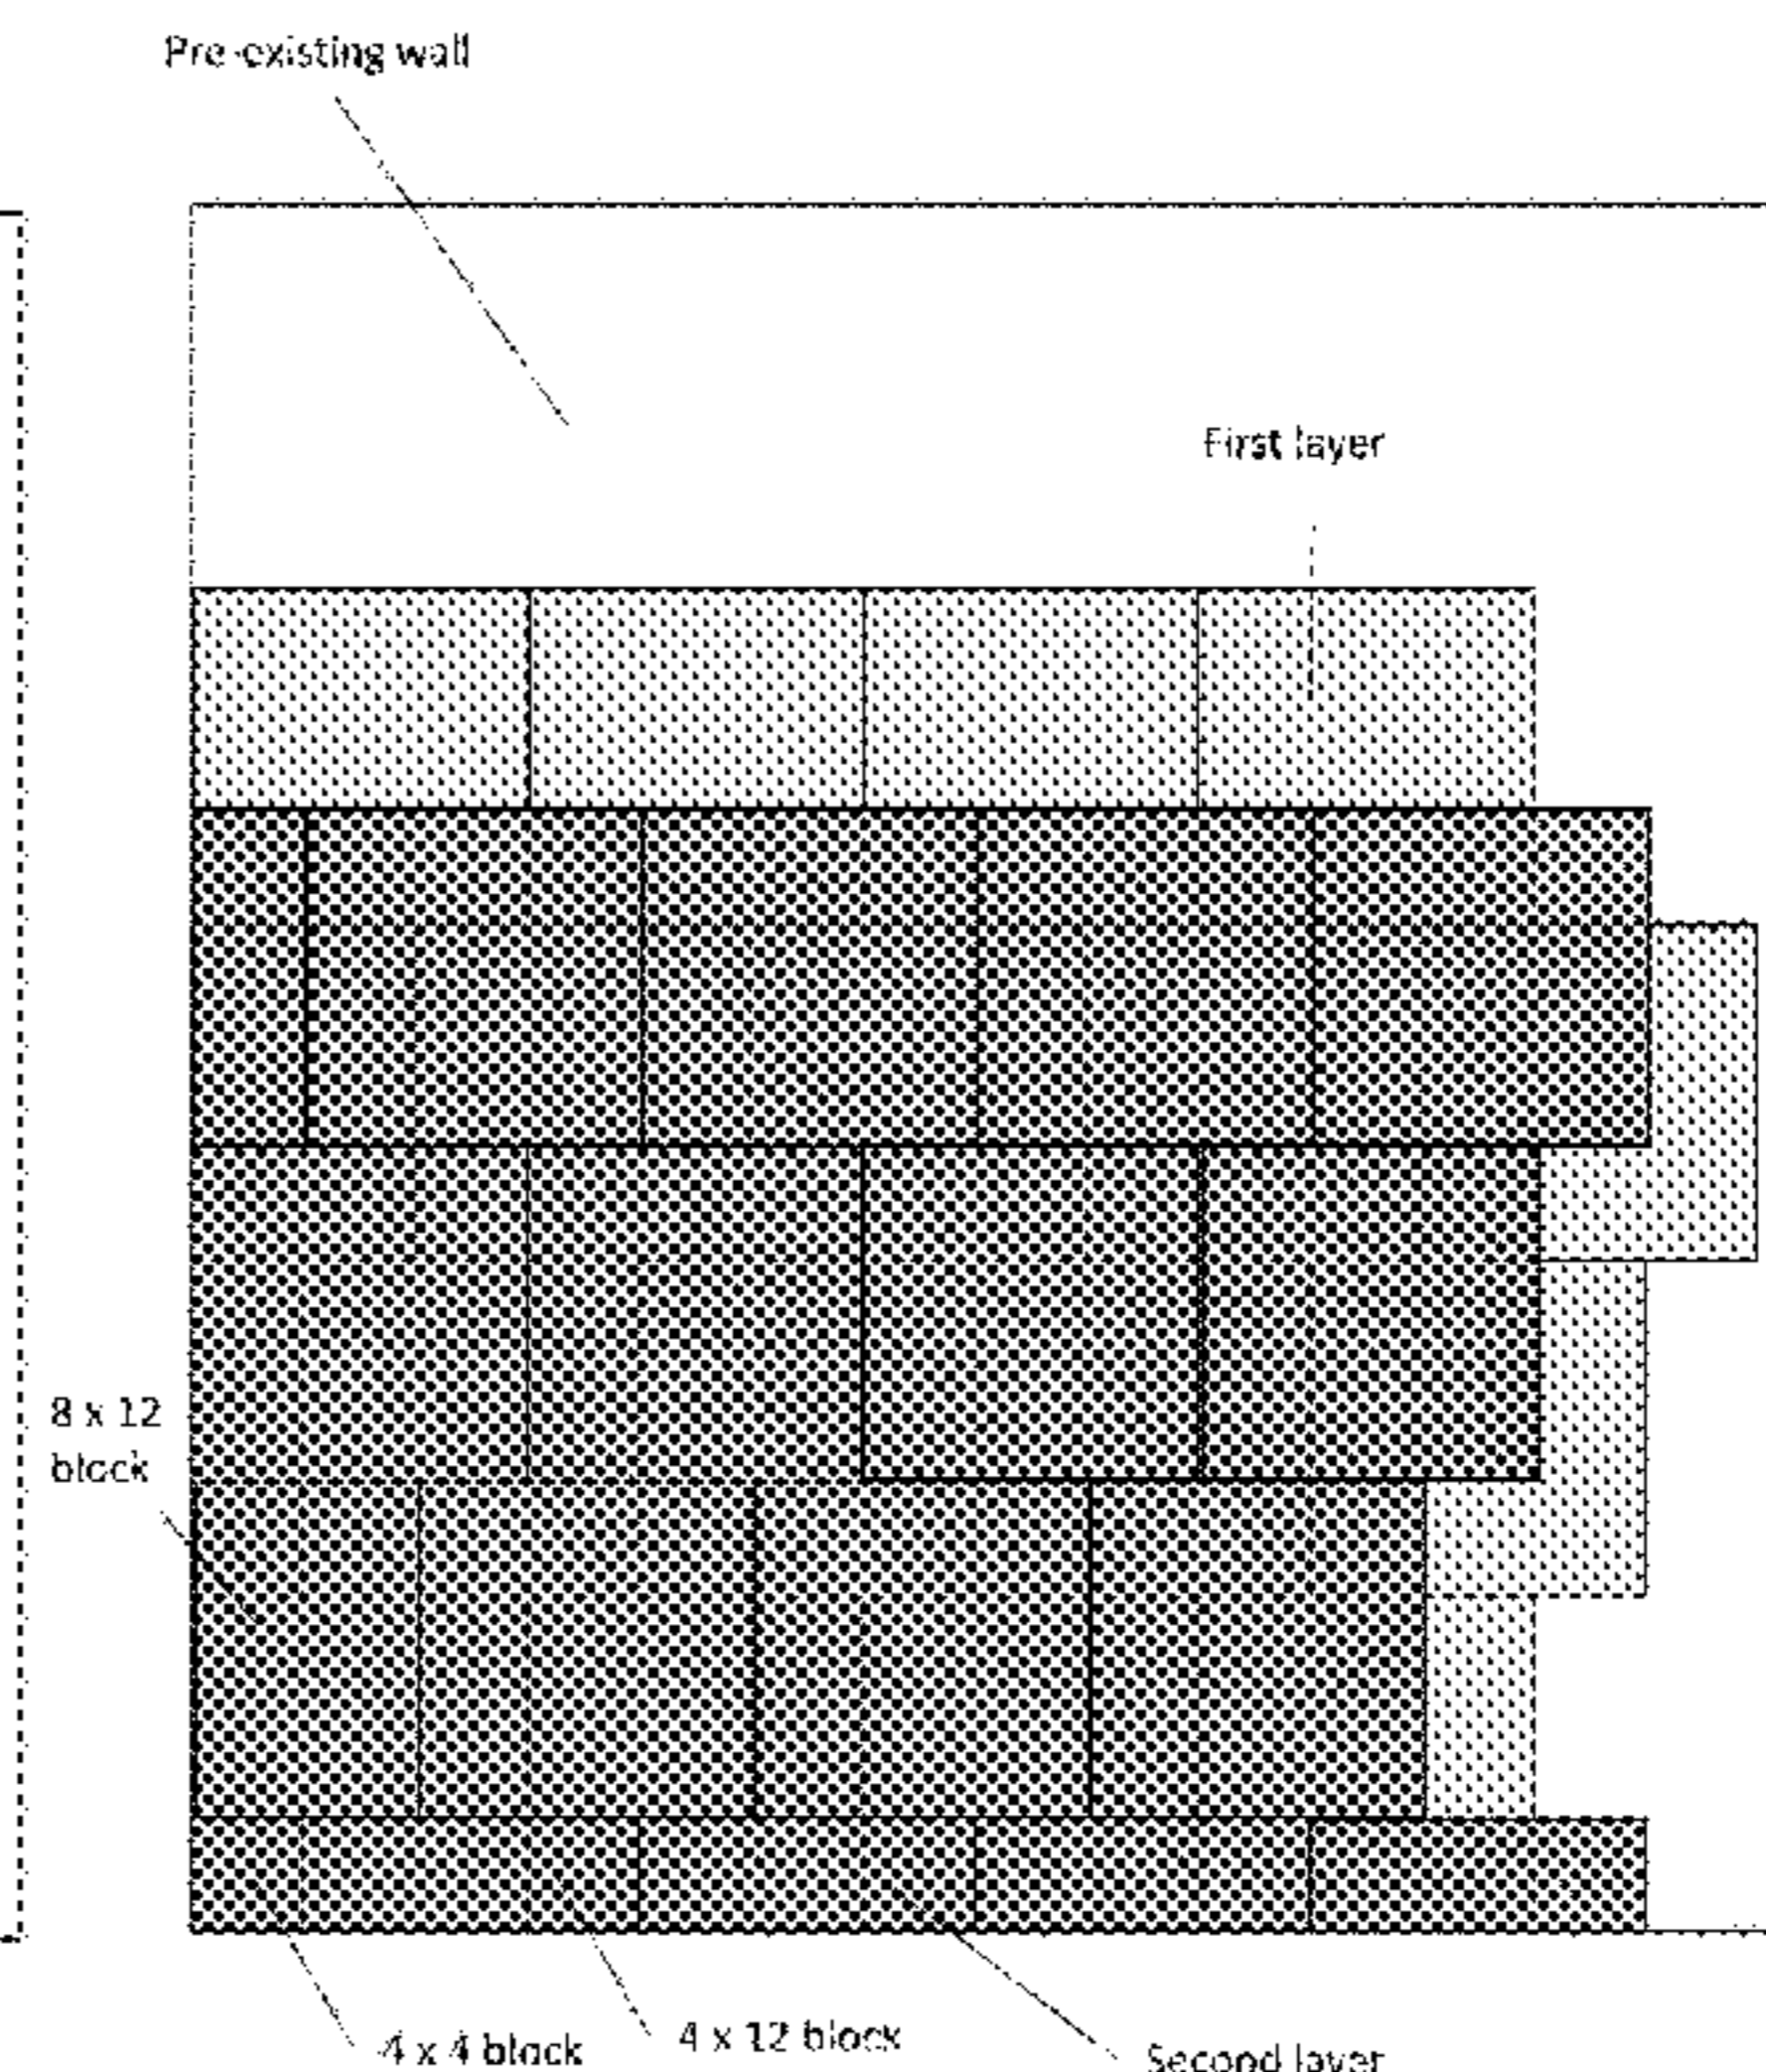 Pre-existing wall
First layer
8 x 12
block
4 x 4 block
4 x 12 block
Second layer